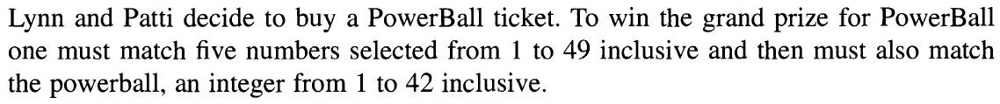 Lynn and Patti decide to buy a PowerBall ticket. To win the grand prize for PowerBall
one must match five numbers selected from 1 to 49 inclusive and then must also match
the powerball, an integer from 1 to 42 inclusive.